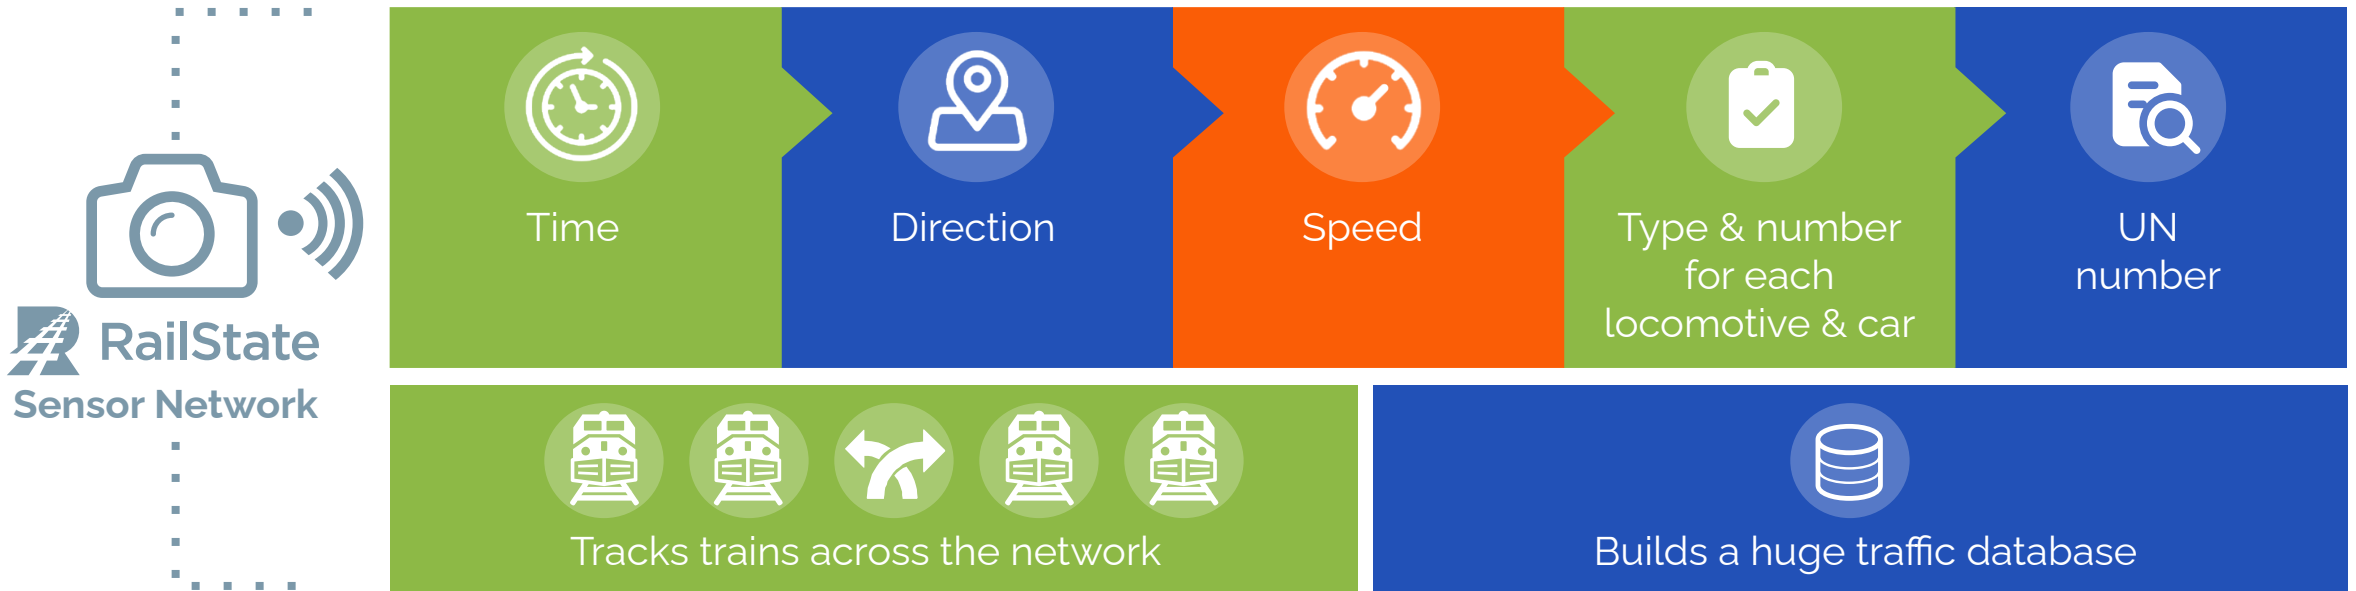 RailState
Sensor Network
Time
Direction
Speed
Type & number
for each
locomotive & car
UN
number
Tracks trains across the network
Builds a huge traffic database